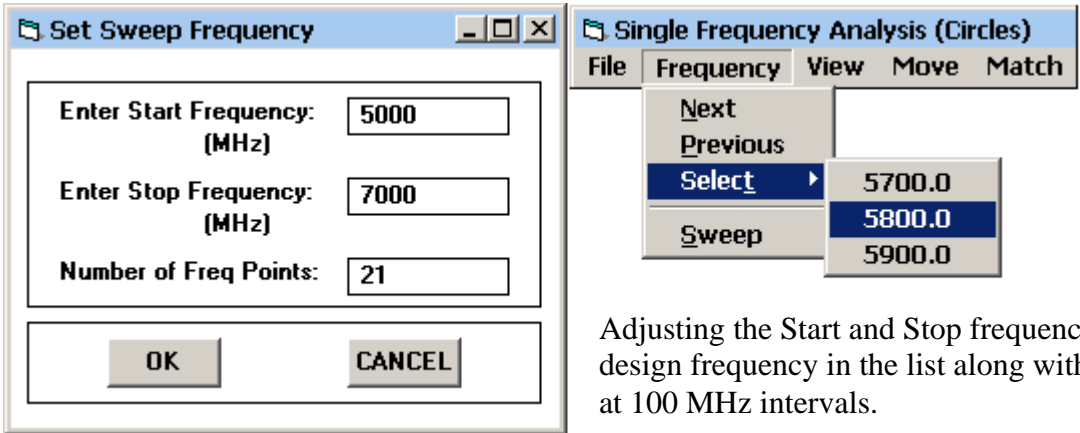 Set Sweep Frequency
Enter Start Frequency: 5000
(MHz)
Enter Stop Frequency: 7000
(MHz)
Number of Freq Points: 21
OK CANCEL
Single Frequency Analysis (Circles)
File Frequency View Move Match
Next
Previous
Select
Sweep
5700.0
5800.0
5900.0
Adjusting the Start and Stop
design frequency in the list along
at 100 MHz intervals.